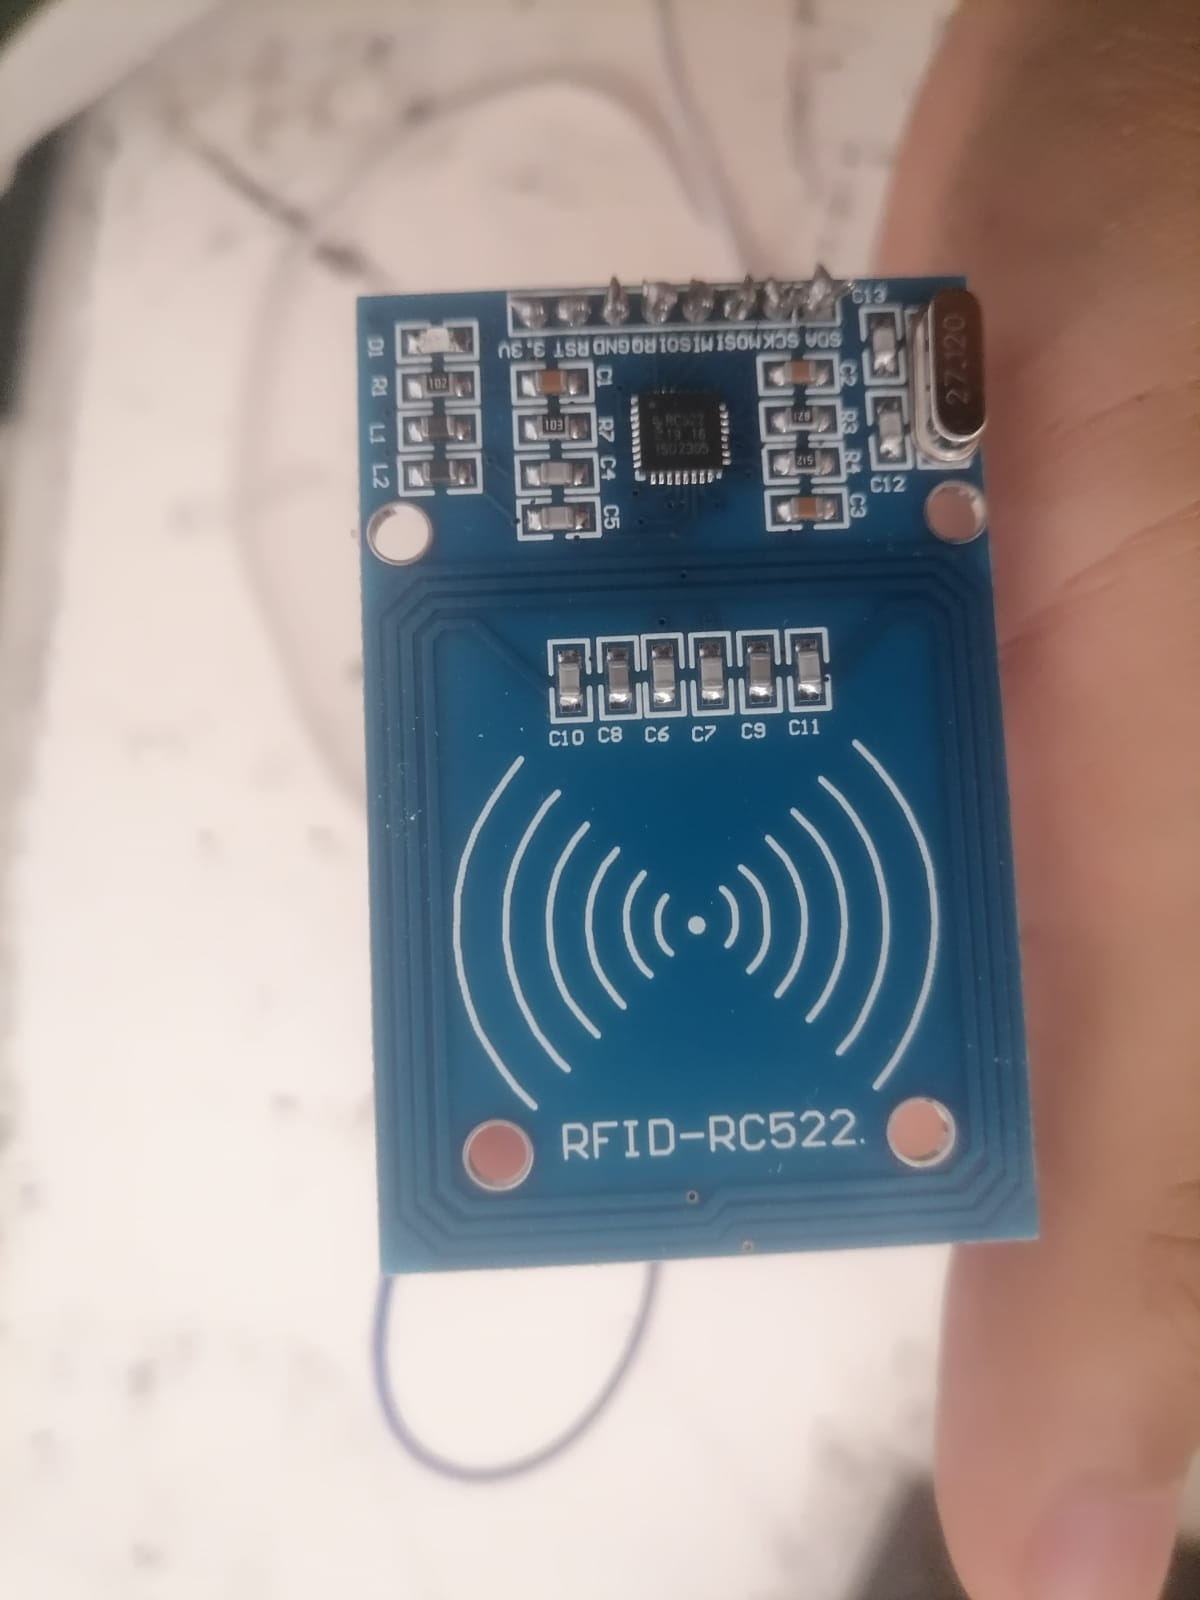 C13
27.120
SDA SCK MOSI MISO IRQ GND RST 3.3V
D1
R1
102
L1
L2
C1
R7
103
C4
C5
RC522
C2
R3
821
R4
512
C3
C12
C10 C8 C6 C7 C9 C11
RFID-RC522